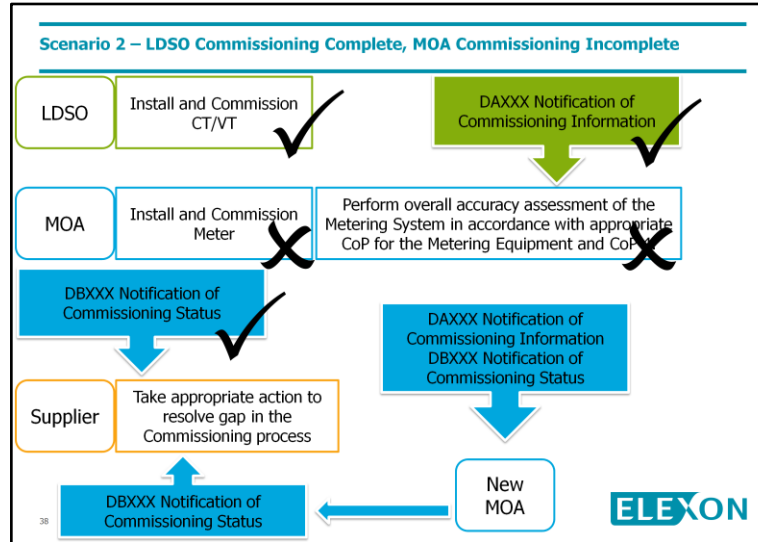 Scenario 2 – LDSO Commissioning Complete, MOA Commissioning Incomplete
LDSO
Install and Commission
CT/VT
DAXXX Notification of
Commissioning Information
MOA
Install and Commission
Meter
Perform overall accuracy assessment of the
Metering System in accordance with appropriate
CoP for the Metering Equipment and CoP
DBXXX Notification of
Commissioning Status
DAXXX Notification of
Commissioning Information
DBXXX Notification of
Commissioning Status
Supplier
Take appropriate action to
resolve gap in the
Commissioning process
New
MOA
DBXXX Notification of
Commissioning Status
38
ELEXON